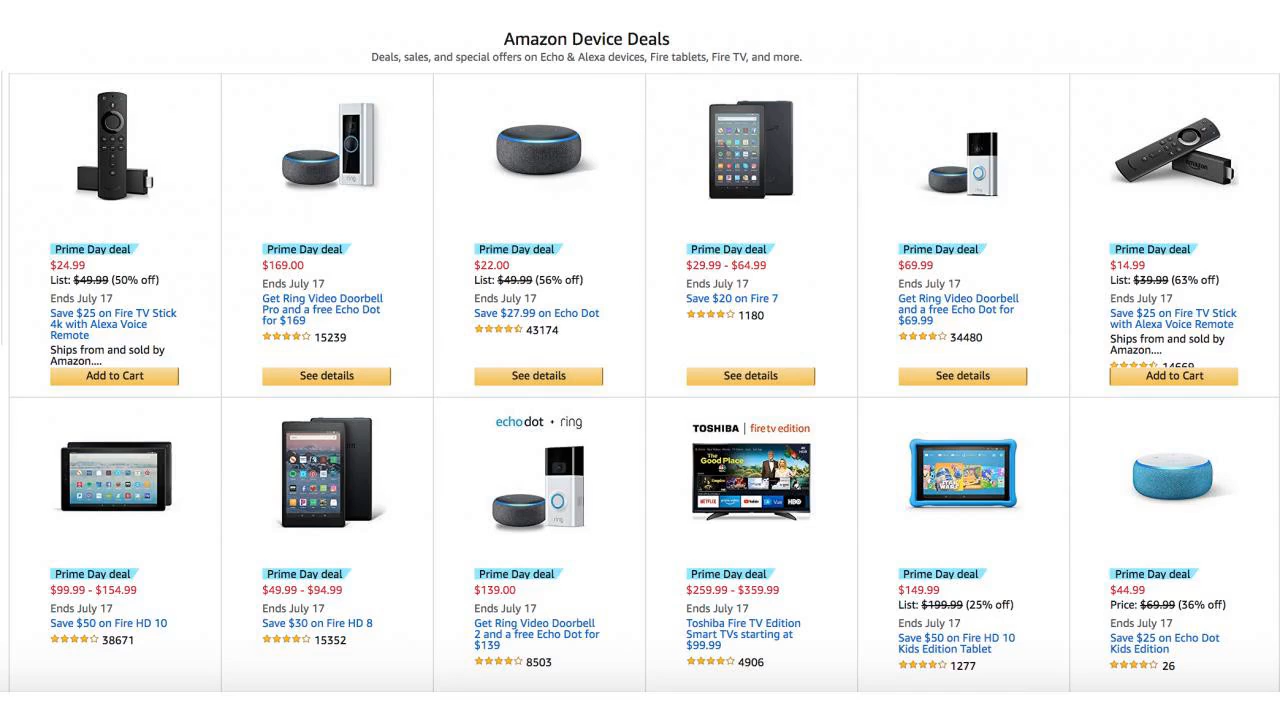 Amazon Device Deals
Deals, sales, and special offers on Echo & Alexa devices, Fire tablets, Fire TV, and more.
Prime Day deal
$24.99
List: $49.99 (50% off)
Ends July 17
Save $25 on Fire TV Stick
4k with Alexa Voice
Remote
Ships from and sold by
Amazon....
Add to Cart
ring
Prime Day deal
$169.00
Ends July 17
Get Ring Video Doorbell
Pro and a free Echo Dot
for $169
15239
See details
Prime Day deal
$22.00
List: $49.99 (56% off)
Ends July 17
Save $27.99 on Echo Dot
43174
See details
Prime Day deal
$29.99 - $64.99
Ends July 17
Save $20 on Fire 7
1180
See details
Prime Day deal
$69.99
Ends July 17
Get Ring Video Doorbell
and a free Echo Dot for
$69.99
34480
See details
amazon
Prime Day deal
$14.99
List: $39.99 (63% off)
Ends July 17
Save $25 on Fire TV Stick
with Alexa Voice Remote
Ships from and sold by
Amazon....
14669
Add to Cart
Prime Day deal
$99.99 - $154.99
Ends July 17
Save $50 on Fire HD 10
38671
Prime Day deal
$49.99 - $94.99
Ends July 17
Save $30 on Fire HD 8
15352
echo dot + ring
ring
Prime Day deal
$139.00
Ends July 17
Get Ring Video Doorbell
2 and a free Echo Dot for
$139
8503
TOSHIBA | fire tv edition
The
Good Place
NETFLIX
HBO
Prime Day deal
$259.99 - $359.99
Ends July 17
Toshiba Fire TV Edition
Smart TVs starting at
$99.99
4906
STAR
WARS
Prime Day deal
$149.99
List: $199.99 (25% off)
Ends July 17
Save $50 on Fire HD 10
Kids Edition Tablet
1277
Prime Day deal
$44.99
Price: $69.99 (36% off)
Ends July 17
Save $25 on Echo Dot
Kids Edition
26